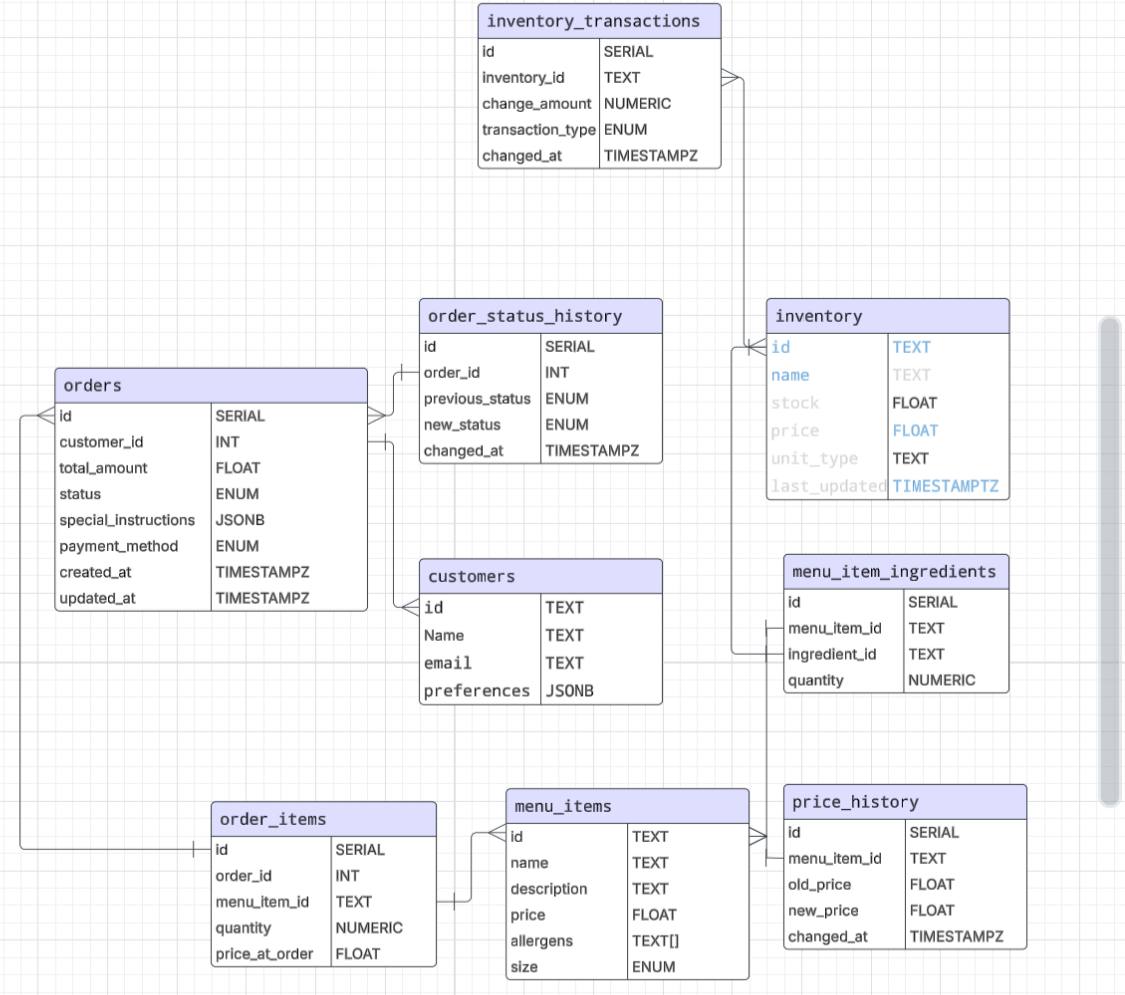 inventory_transactions
id SERIAL
inventory_id TEXT
change_amount NUMERIC
transaction_type ENUM
changed_at TIMESTAMPZ
order_status_history
id SERIAL
order_id INT
previous_status ENUM
new_status ENUM
changed_at TIMESTAMPZ
inventory
id TEXT
name TEXT
stock FLOAT
price FLOAT
unit_type TEXT
last_updated TIMESTAMPTZ
orders
id SERIAL
customer_id INT
total_amount FLOAT
status ENUM
special_instructions JSONB
payment_method ENUM
created_at TIMESTAMPZ
updated_at TIMESTAMPZ
customers
id TEXT
Name TEXT
email TEXT
preferences JSONB
menu_item_ingredients
id SERIAL
menu_item_id TEXT
ingredient_id TEXT
quantity NUMERIC
order_items
id SERIAL
order_id INT
menu_item_id TEXT
quantity NUMERIC
price_at_order FLOAT
menu_items
id TEXT
name TEXT
description TEXT
price FLOAT
allergens TEXT[]
size ENUM
price_history
id SERIAL
menu_item_id TEXT
old_price FLOAT
new_price FLOAT
changed_at TIMESTAMPZ